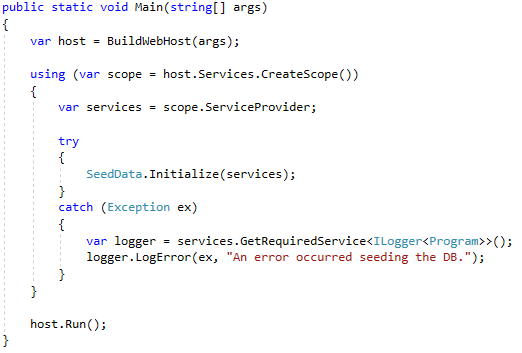 public static void Main(string[] args)
{
    var host = BuildWebHost(args);

    using (var scope = host.Services.CreateScope())
    {
        var services = scope.ServiceProvider;

        try
        {
            SeedData.Initialize(services);
        }
        catch (Exception ex)
        {
            var logger = services.GetRequiredService<ILogger<Program>>();
            logger.LogError(ex, "An error occurred seeding the DB.");
        }
    }

    host.Run();
}